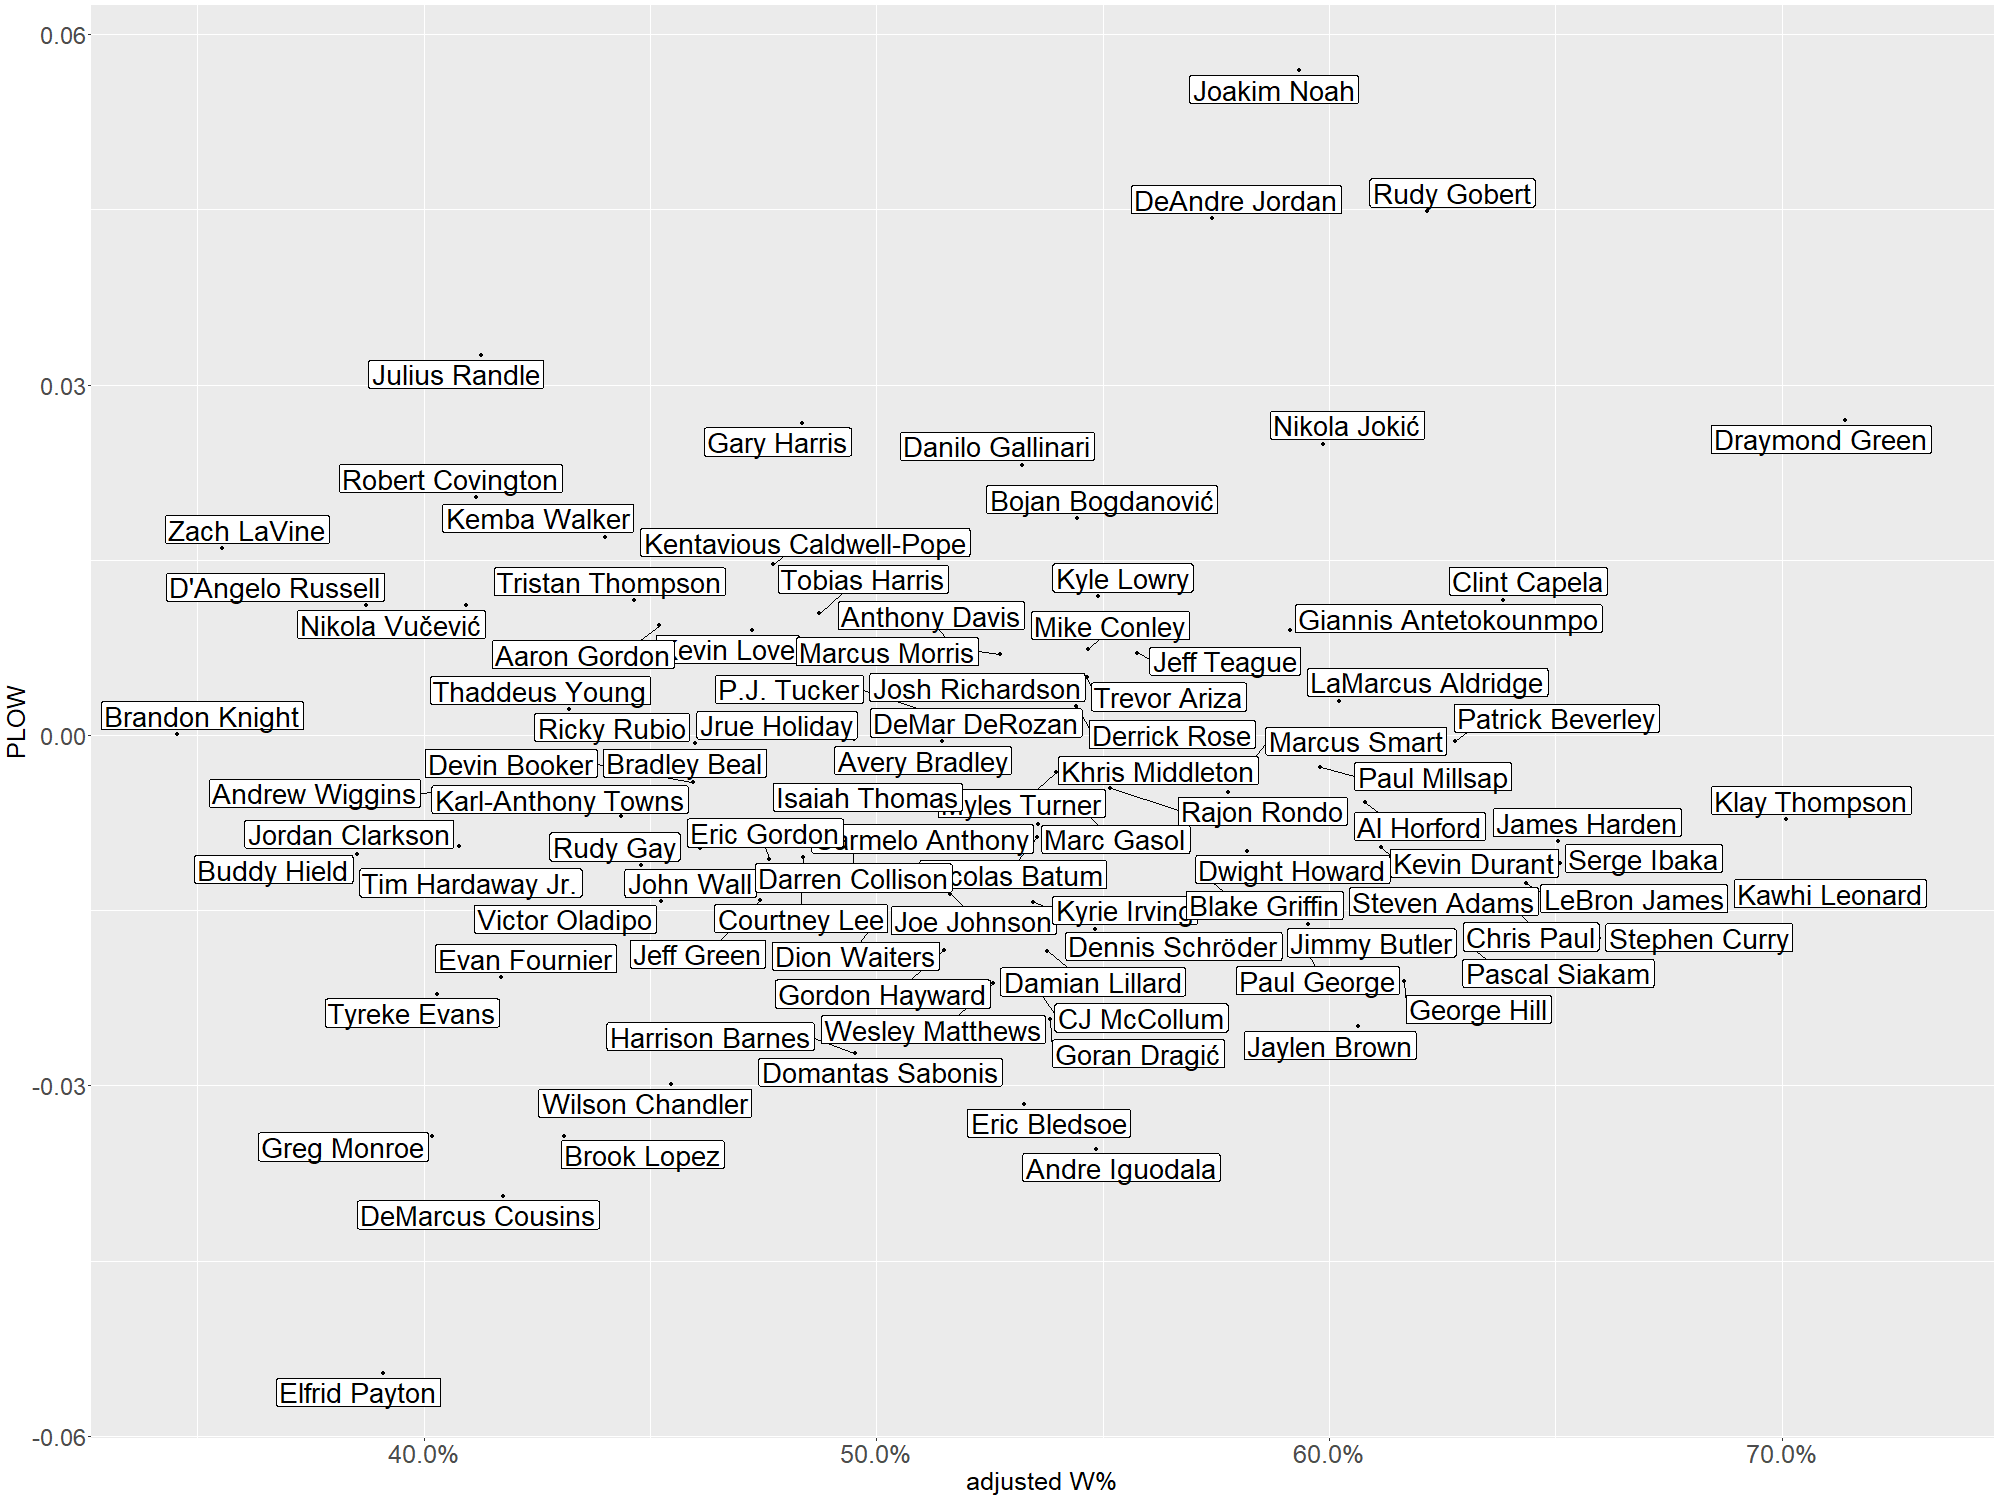 0.06
Joakim Noah
Rudy Gobert
DeAndre Jordan
Julius Randle
0.03
Nikola Jokić
Draymond Green
Gary Harris
Danilo Gallinari
Robert Covington
Bojan Bogdanović
Kemba Walker
Zach LaVine
Kentavious Caldwell-Pope
Tobias Harris
Kyle Lowry
Clint Capela
Tristan Thompson
D'Angelo Russell
Anthony Davis
Giannis Antetokounmpo
Nikola Vučević
Mike Conley
Aaron Gordon
Kevin Love
Marcus Morris
Jeff Teague
LaMarcus Aldridge
Thaddeus Young
P.J. Tucker
Josh Richardson
Trevor Ariza
Brandon Knight
Patrick Beverley
Ricky Rubio
Jrue Holiday
DeMar DeRozan
Derrick Rose
Marcus Smart
0.00
PLOW
Devin Booker
Bradley Beal
Avery Bradley
Khris Middleton
Paul Millsap
Andrew Wiggins
Karl-Anthony Towns
Isaiah Thomas
yles Turner
Rajon Rondo
Klay Thompson
Jordan Clarkson
Eric Gordon
armelo Anthony
Marc Gasol
Al Horford
James Harden
Rudy Gay
Buddy Hield
Tim Hardaway Jr.
John Wall
Darren Collison
colas Batum
Dwight Howard
Kevin Durant
Serge Ibaka
Kawhi Leonard
Victor Oladipo
Courtney Lee
Joe Johnson
Kyrie Irving
Blake Griffin
Steven Adams
LeBron James
Evan Fournier
Jeff Green
Dion Waiters
Dennis Schröder
Jimmy Butler
Chris Paul
Stephen Curry
Pascal Siakam
Gordon Hayward
Damian Lillard
Paul George
Tyreke Evans
George Hill
Harrison Barnes
Wesley Matthews
CJ McCollum
Goran Dragić
Jaylen Brown
Domantas Sabonis
-0.03
Wilson Chandler
Eric Bledsoe
Greg Monroe
Brook Lopez
Andre Iguodala
DeMarcus Cousins
Elfrid Payton
-0.06
40.0%
50.0%
60.0%
70.0%
adjusted W%